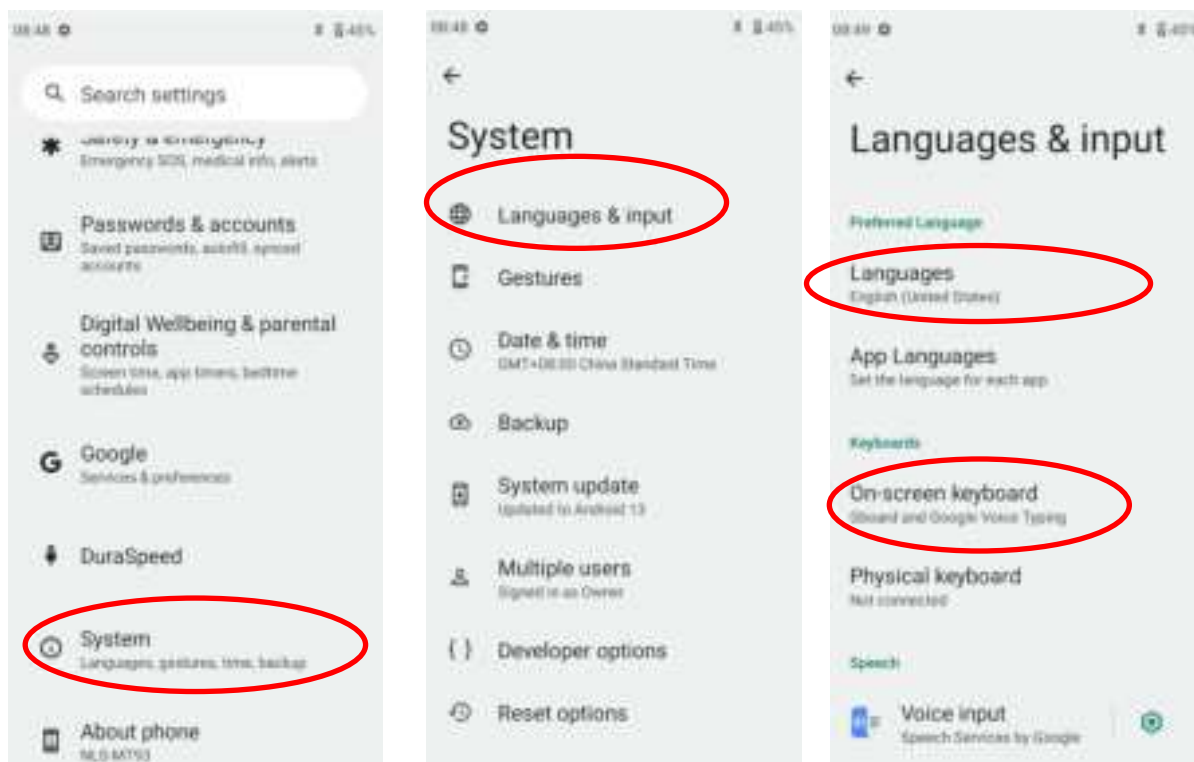 08:48
45%
Search settings
Safety & emergency
Emergency SOS, medical info, alerts
Passwords & accounts
Saved passwords, autofill, synced
accounts
Digital Wellbeing & parental
controls
Screen time, app timers, bedtime
schedules
Google
Services & preferences
DuraSpeed
System
Languages, gestures, time, backup
About phone
NLS-MT93
08:48
45%
System
Languages & input
Gestures
Date & time
GMT+08:00 China Standard Time
Backup
System update
Updated to Android 13
Multiple users
Signed in as Owner
Developer options
Reset options
08:49
45%
Languages & input
Preferred Language
Languages
English (United States)
App Languages
Set the language for each app
Keyboards
On-screen keyboard
Gboard and Google Voice Typing
Physical keyboard
Not connected
Speech
Voice input
Speech Services by Google